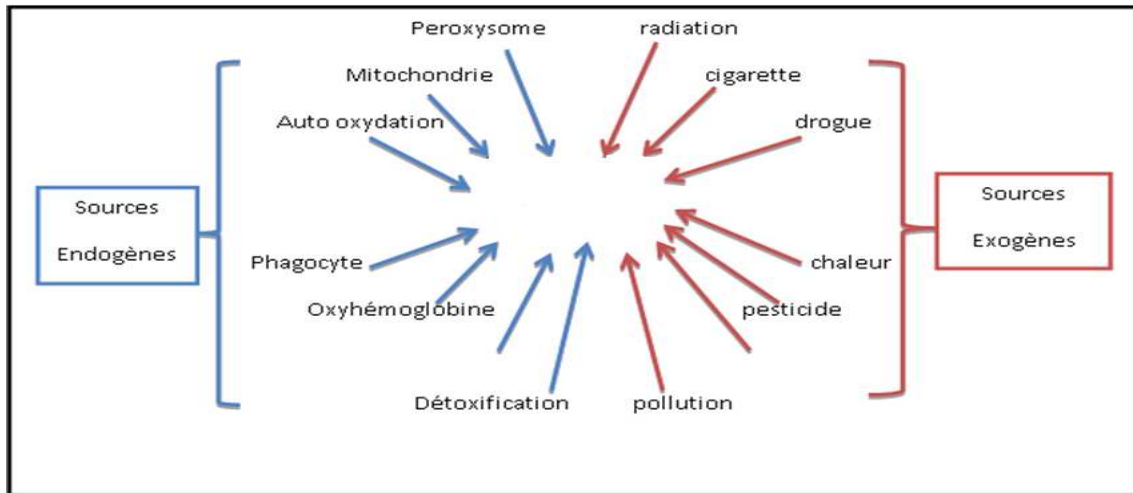 Peroxysome
radiation
Mitochondrie
cigarette
Auto oxydation
drogue
Sources
Endogènes
Sources
Exogènes
Phagocyte
chaleur
Oxyhémoglobine
pesticide
Détoxification
pollution